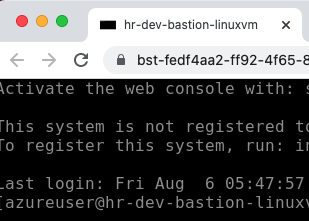 hr-dev-bastion-linuxvm
bst-fedf4aa2-ff92-4f65-8
Activate the web console with: s
This system is not registered to
To register this system, run: in
Last login: Fri Aug  6 05:47:57
[azureuser@hr-dev-bastion-linuxv